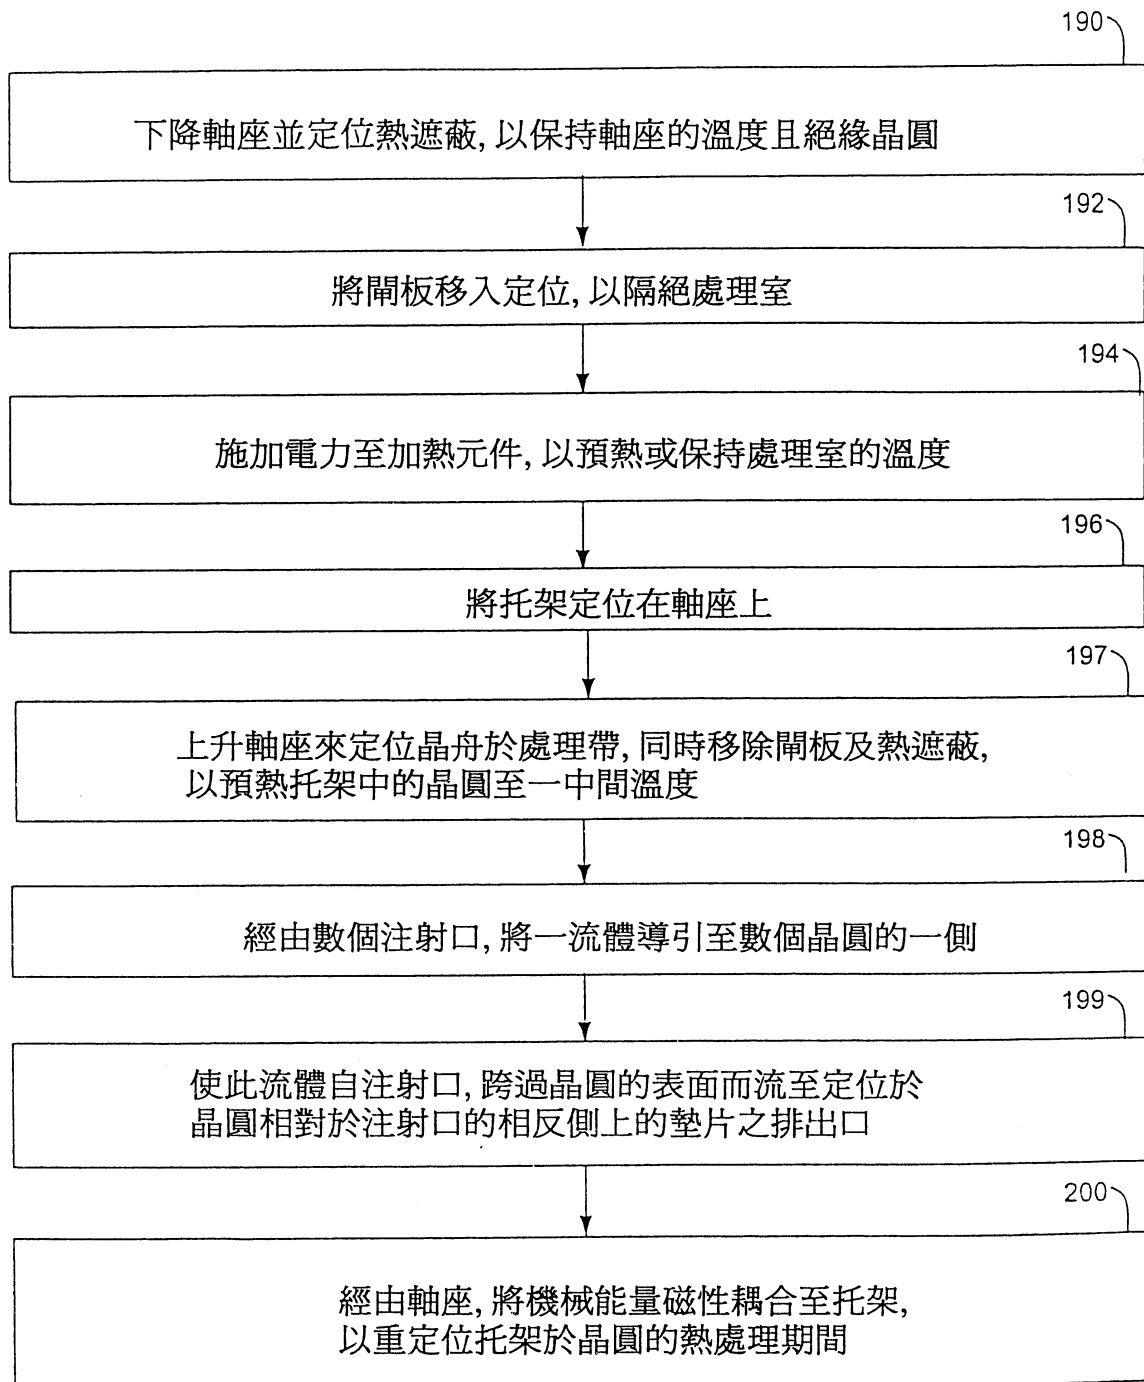 190
下降軸座並定位熱遮蔽, 以保持軸座的溫度且絕緣晶圓
192
將閘板移入定位, 以隔絕處理室
194
施加電力至加熱元件, 以預熱或保持處理室的溫度
196
將托架定位在軸座上
197
上升軸座來定位晶舟於處理帶, 同時移除閘板及熱遮蔽,
以預熱托架中的晶圓至一中間溫度
198
經由數個注射口, 將一流體導引至數個晶圓的一側
199
使此流體自注射口, 跨過晶圓的表面而流至定位於
晶圓相對於注射口的相反側上的墊片之排出口
200
經由軸座, 將機械能量磁性耦合至托架,
以重定位托架於晶圓的熱處理期間